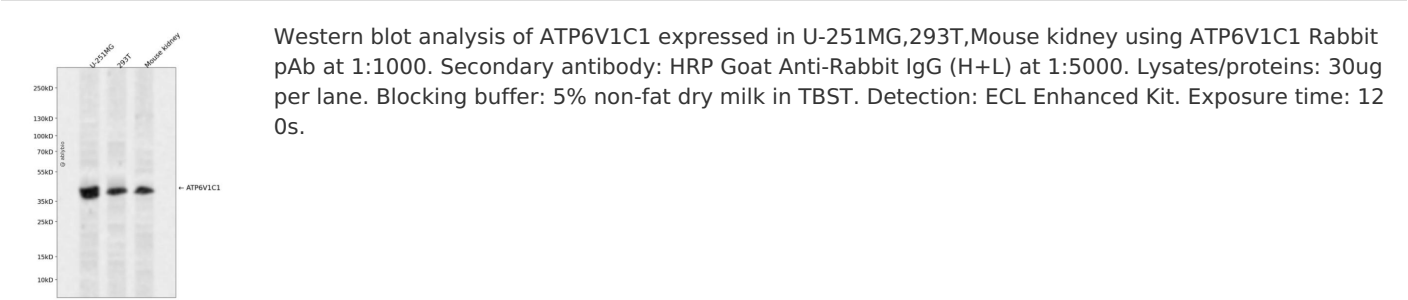 U-251MG
293T
Mouse kidney
250kD
130kD
100kD
70kD
55kD
35kD
25kD
15kD
10kD
@ abiybio
← ATP6V1C1
Western blot analysis of ATP6V1C1 expressed in U-251MG,293T,Mouse kidney using ATP6V1C1 Rabbit
pAb at 1:1000. Secondary antibody: HRP Goat Anti-Rabbit IgG (H+L) at 1:5000. Lysates/proteins: 30ug
per lane. Blocking buffer: 5% non-fat dry milk in TBST. Detection: ECL Enhanced Kit. Exposure time: 12
0s.